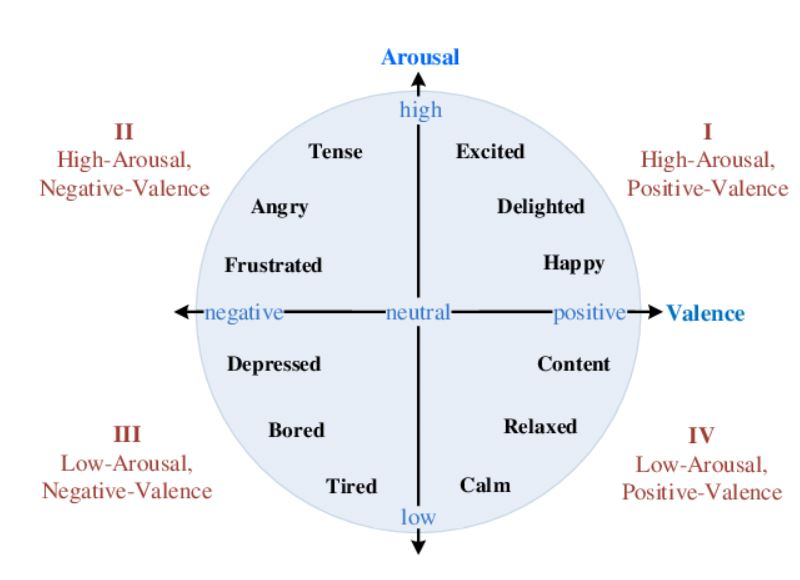 Arousal
high
II
High-Arousal,
Negative-Valence
I
High-Arousal,
Positive-Valence
Tense
Excited
Angry
Delighted
Frustrated
Happy
negative
neutral
positive
Valence
Depressed
Content
Bored
Relaxed
III
Low-Arousal,
Negative-Valence
IV
Low-Arousal,
Positive-Valence
Tired
Calm
low